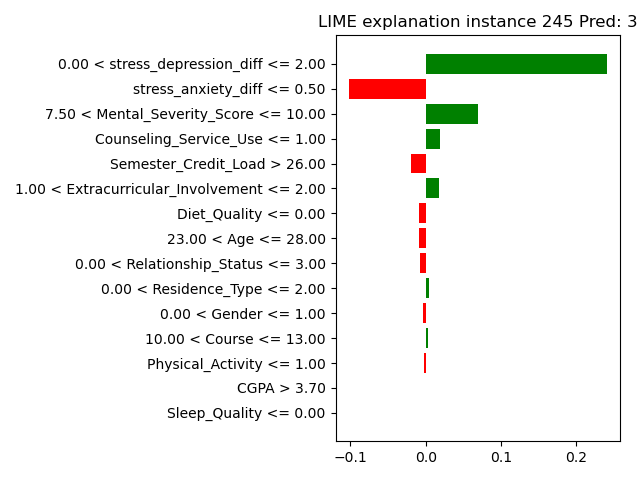 LIME explanation instance 245 Pred: 3
0.00 < stress_depression_diff <= 2.00
stress_anxiety_diff <= 0.50
7.50 < Mental_Severity_Score <= 10.00
Counseling_Service_Use <= 1.00
Semester_Credit_Load > 26.00
1.00 < Extracurricular_Involvement <= 2.00
Diet_Quality <= 0.00
23.00 < Age <= 28.00
0.00 < Relationship_Status <= 3.00
0.00 < Residence_Type <= 2.00
0.00 < Gender <= 1.00
10.00 < Course <= 13.00
Physical_Activity <= 1.00
CGPA > 3.70
Sleep_Quality <= 0.00
−0.1 0.0 0.1 0.2